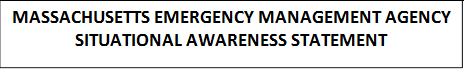 MASSACHUSETTS EMERGENCY MANAGEMENT AGENCY
SITUATIONAL AWARENESS STATEMENT